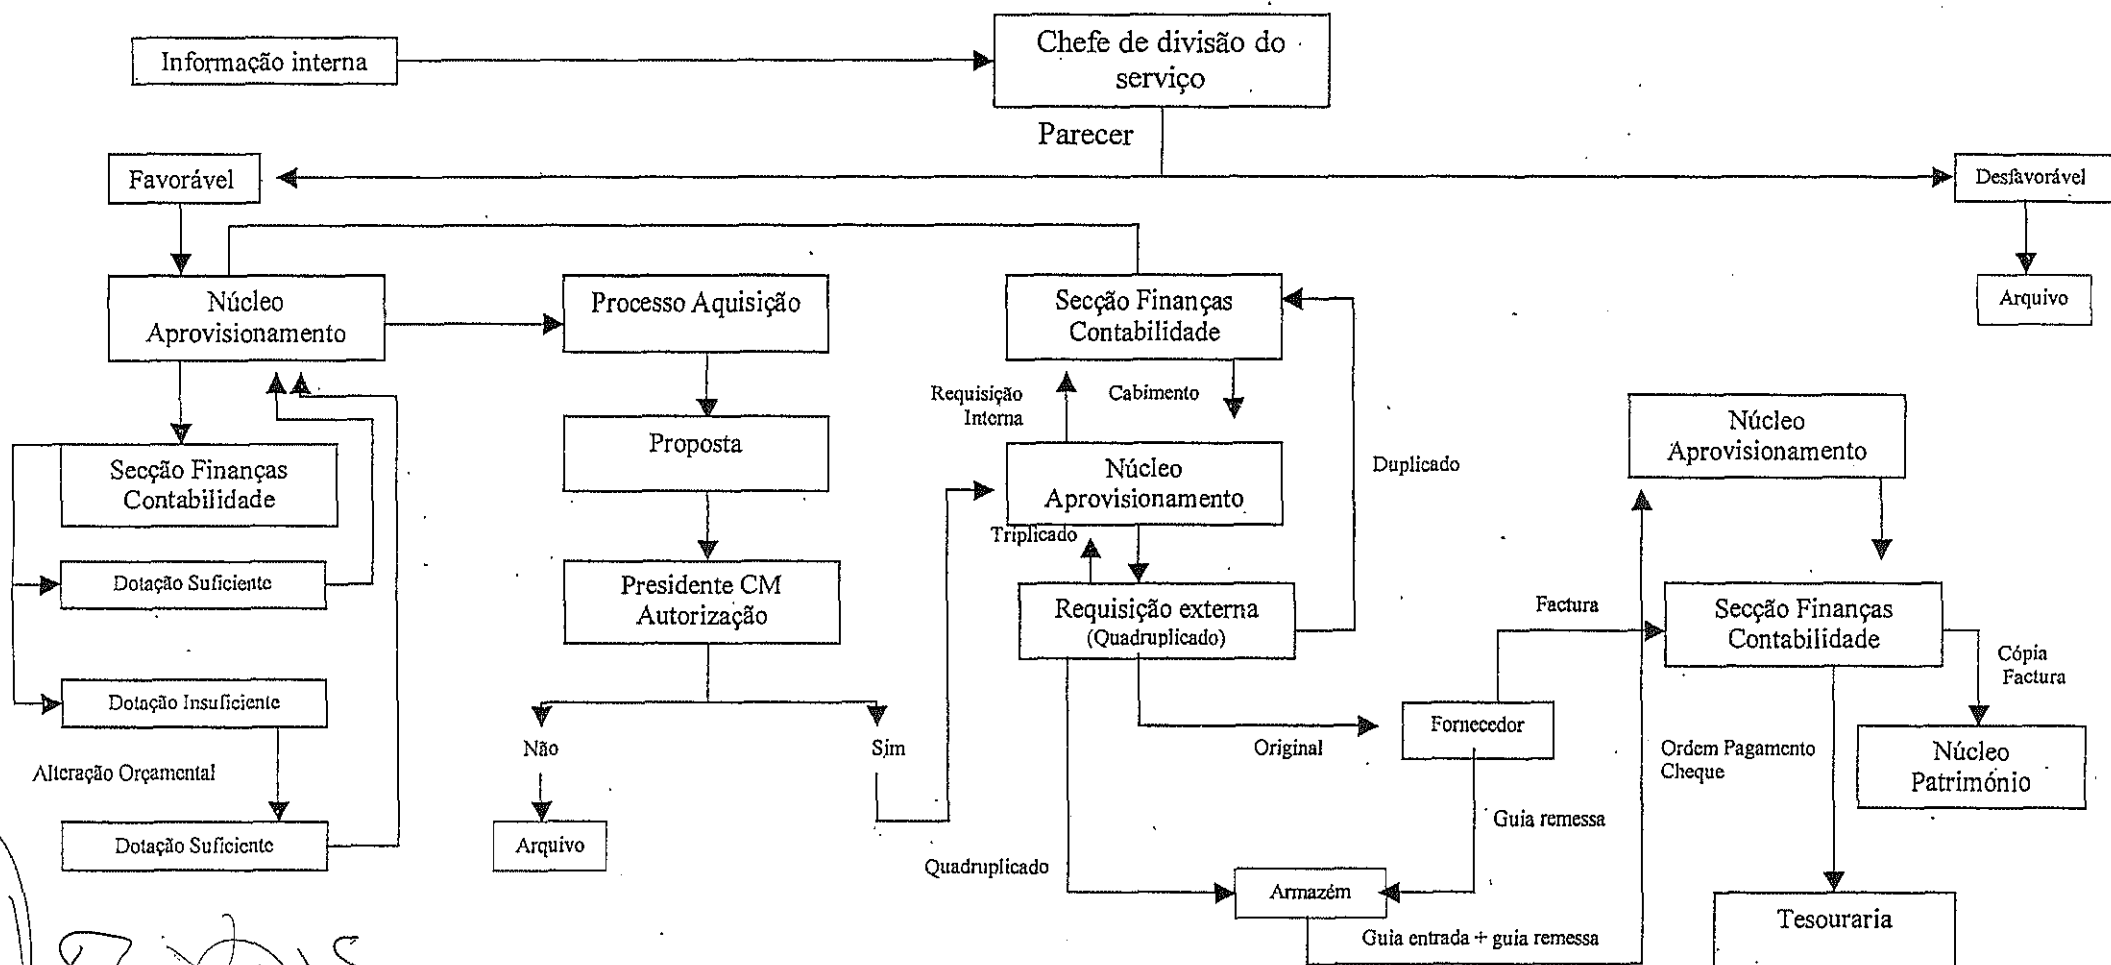 Informação interna
Chefe de divisão do
serviço
Parecer
Favorável
Desfavorável
Arquivo
Núcleo
Aprovisionamento
Processo Aquisição
Secção Finanças
Contabilidade
Requisição
Interna
Cabimento
Proposta
Núcleo
Aprovisionamento
Duplicado
Núcleo
Aprovisionamento
Secção Finanças
Contabilidade
Triplicado
Dotação Suficiente
Presidente CM
Autorização
Requisição externa
(Quadruplicado)
Factura
Secção Finanças
Contabilidade
Cópia
Factura
Dotação Insuficiente
Não
Sim
Original
Fornecedor
Ordem Pagamento
Cheque
Núcleo
Património
Alteração Orçamental
Guia remessa
Dotação Suficiente
Arquivo
Quadruplicado
Armazém
Tesouraria
Guia entrada + guia remessa